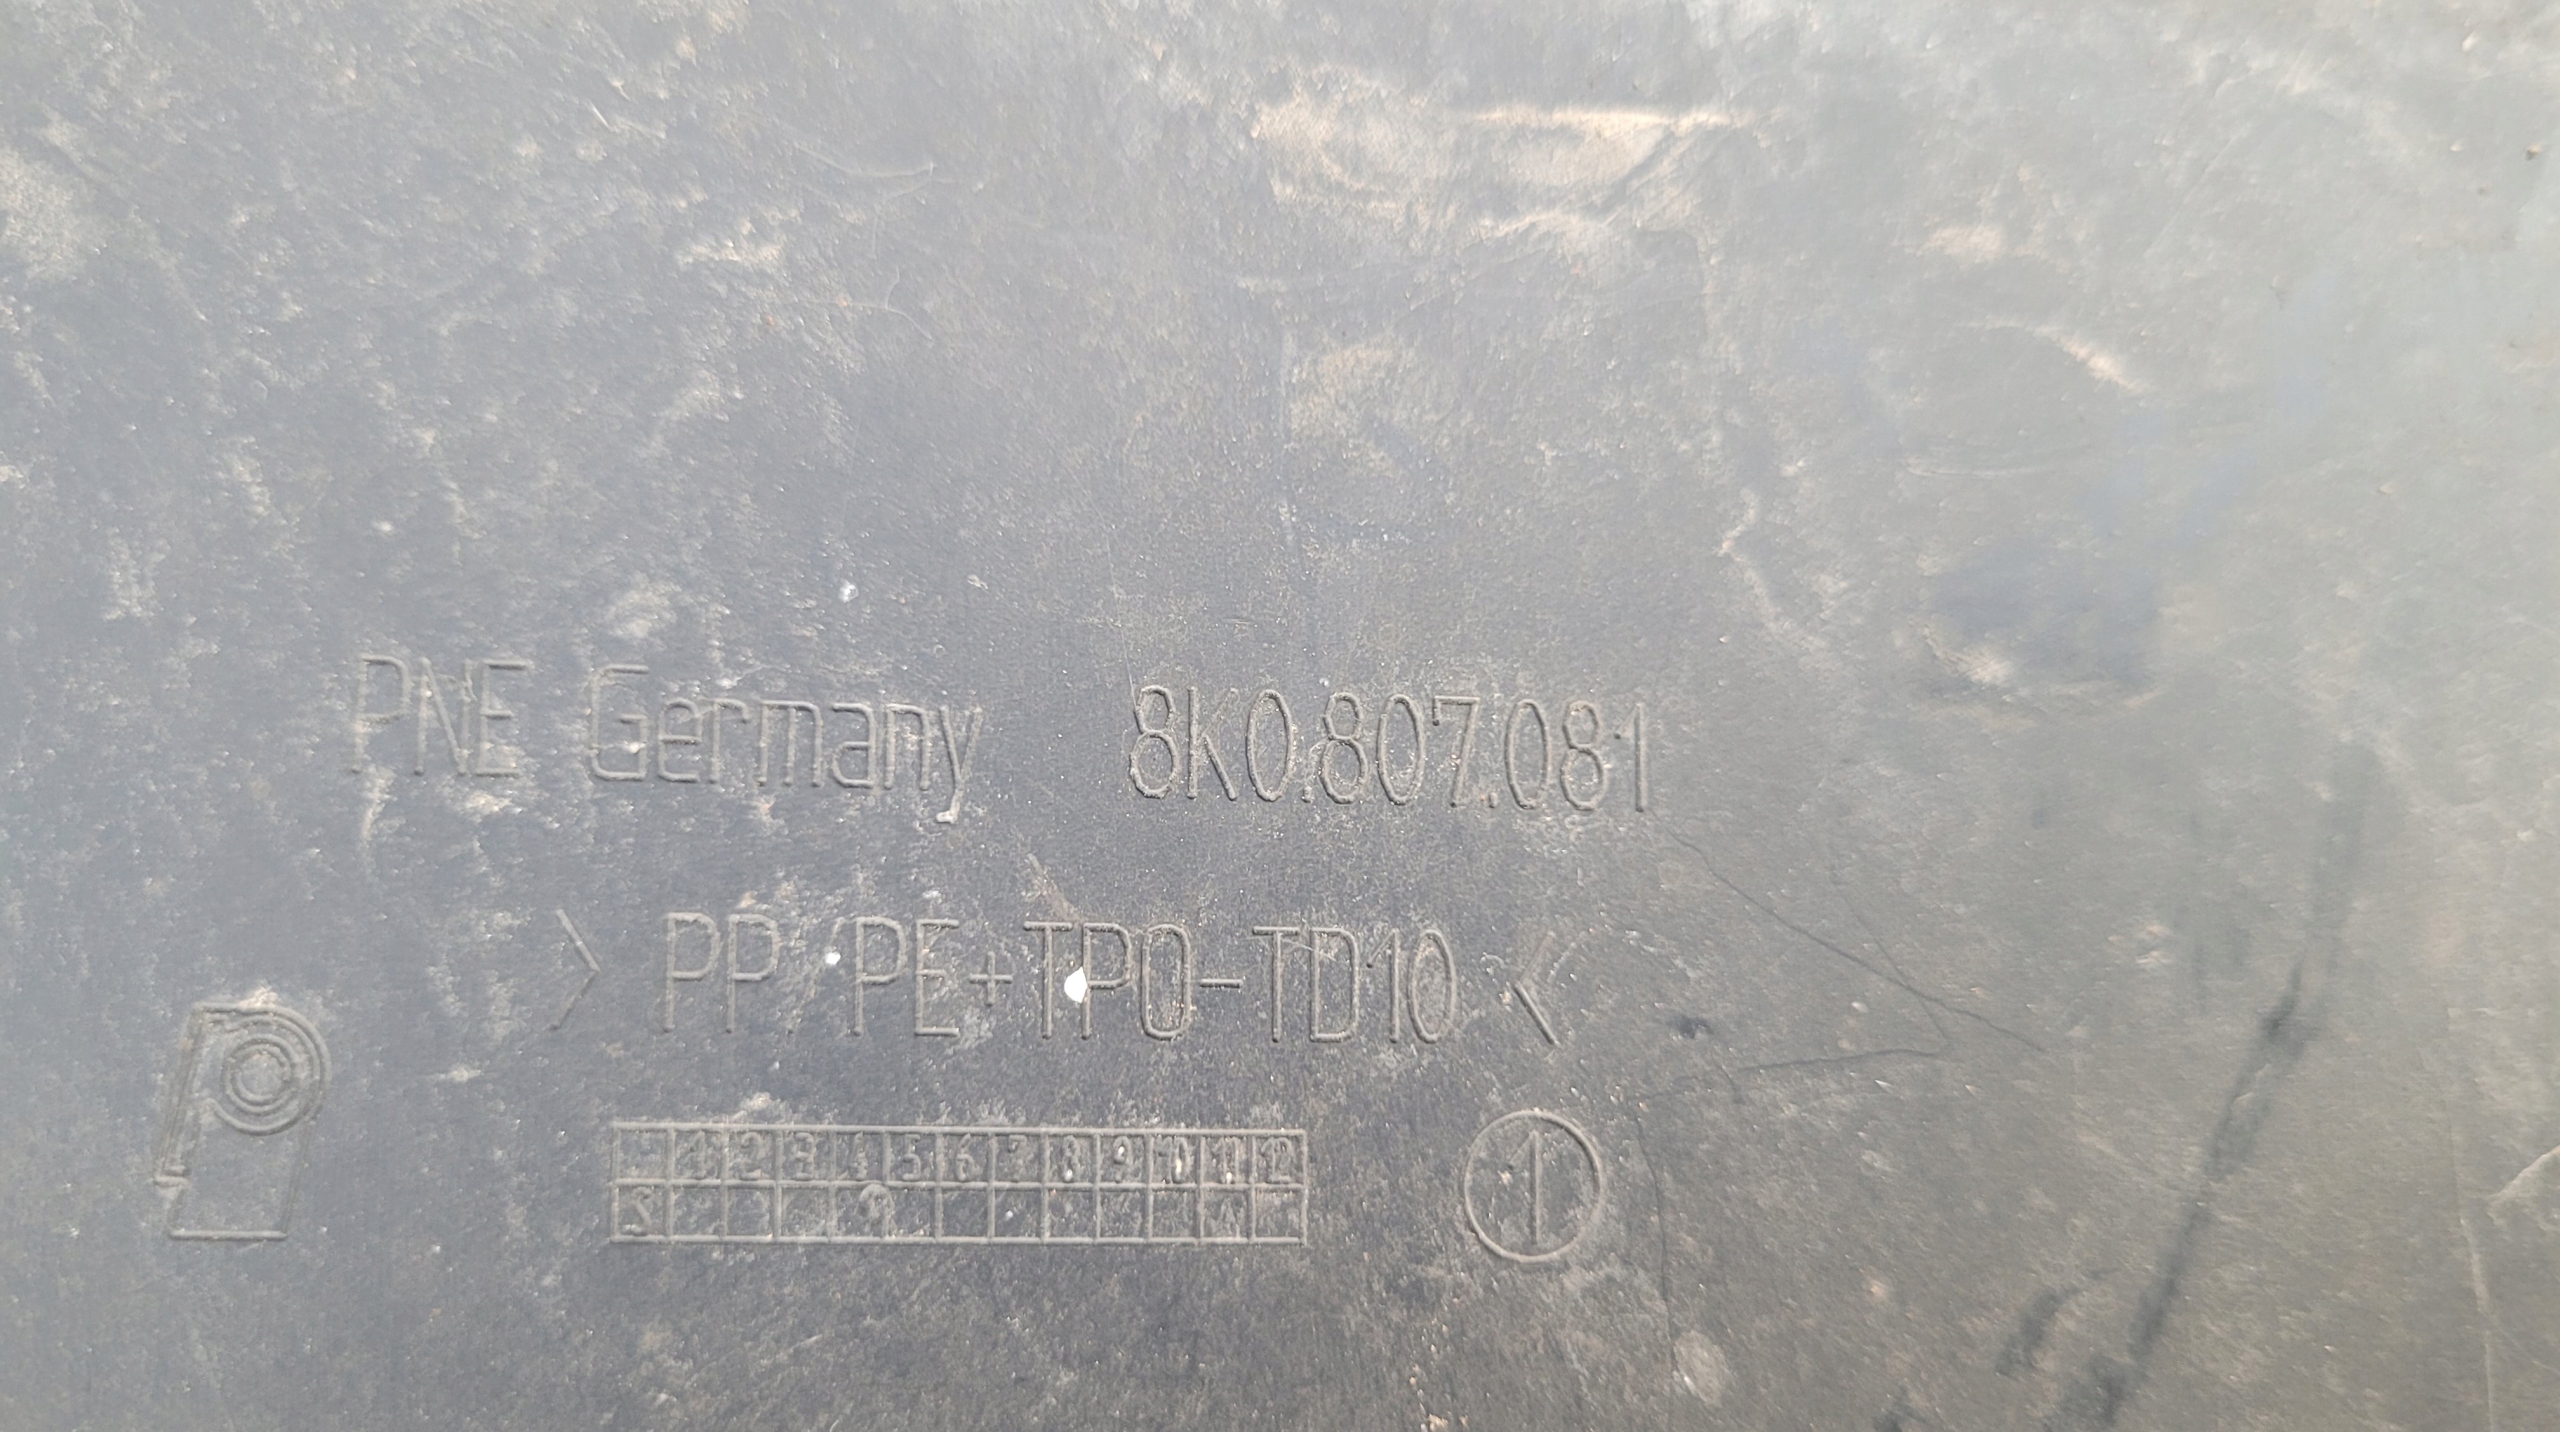 PNE Germany 8K0.807.081
> PP/PE+TPO-TD10 <
1 2 3 4 5 6 7 8 9 10 11 12
1